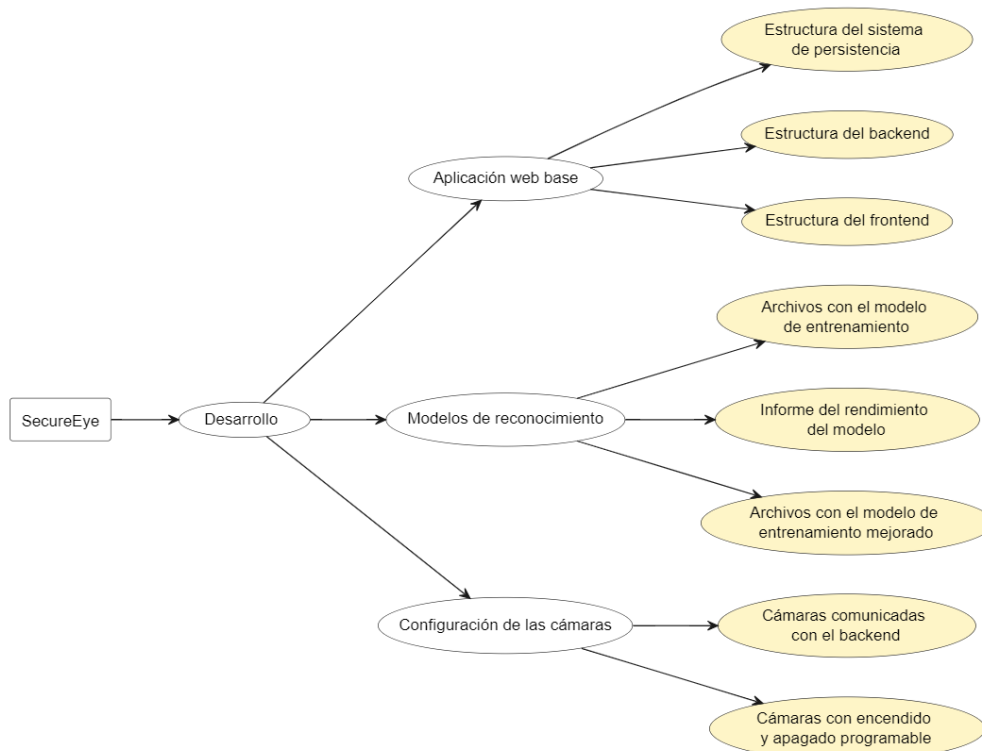 Estructura del sistema
de persistencia
Estructura del backend
Aplicación web base
Estructura del frontend
Archivos con el modelo
de entrenamiento
SecureEye
Desarrollo
Modelos de reconocimiento
Informe del rendimiento
del modelo
Archivos con el modelo de
entrenamiento mejorado
Configuración de las cámaras
Cámaras comunicadas
con el backend
Cámaras con encendido
y apagado programable